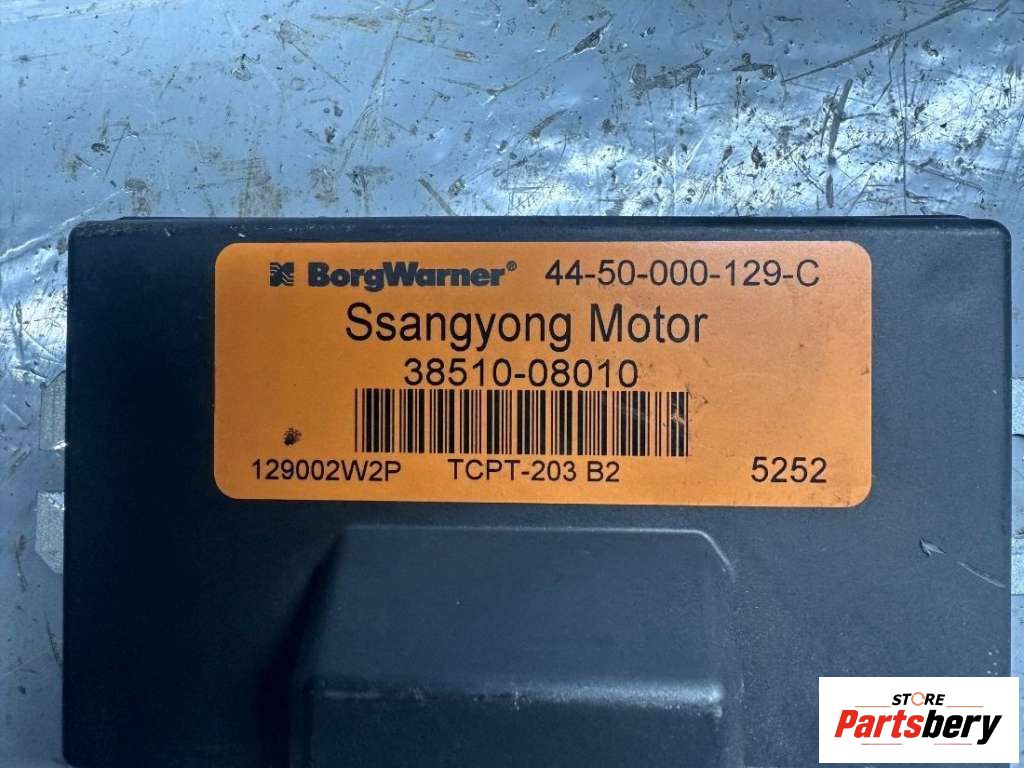 BorgWarner® 44-50-000-129-C
Ssangyong Motor
38510-08010
129002W2P TCPT-203 B2 5252
STORE
Partsbery